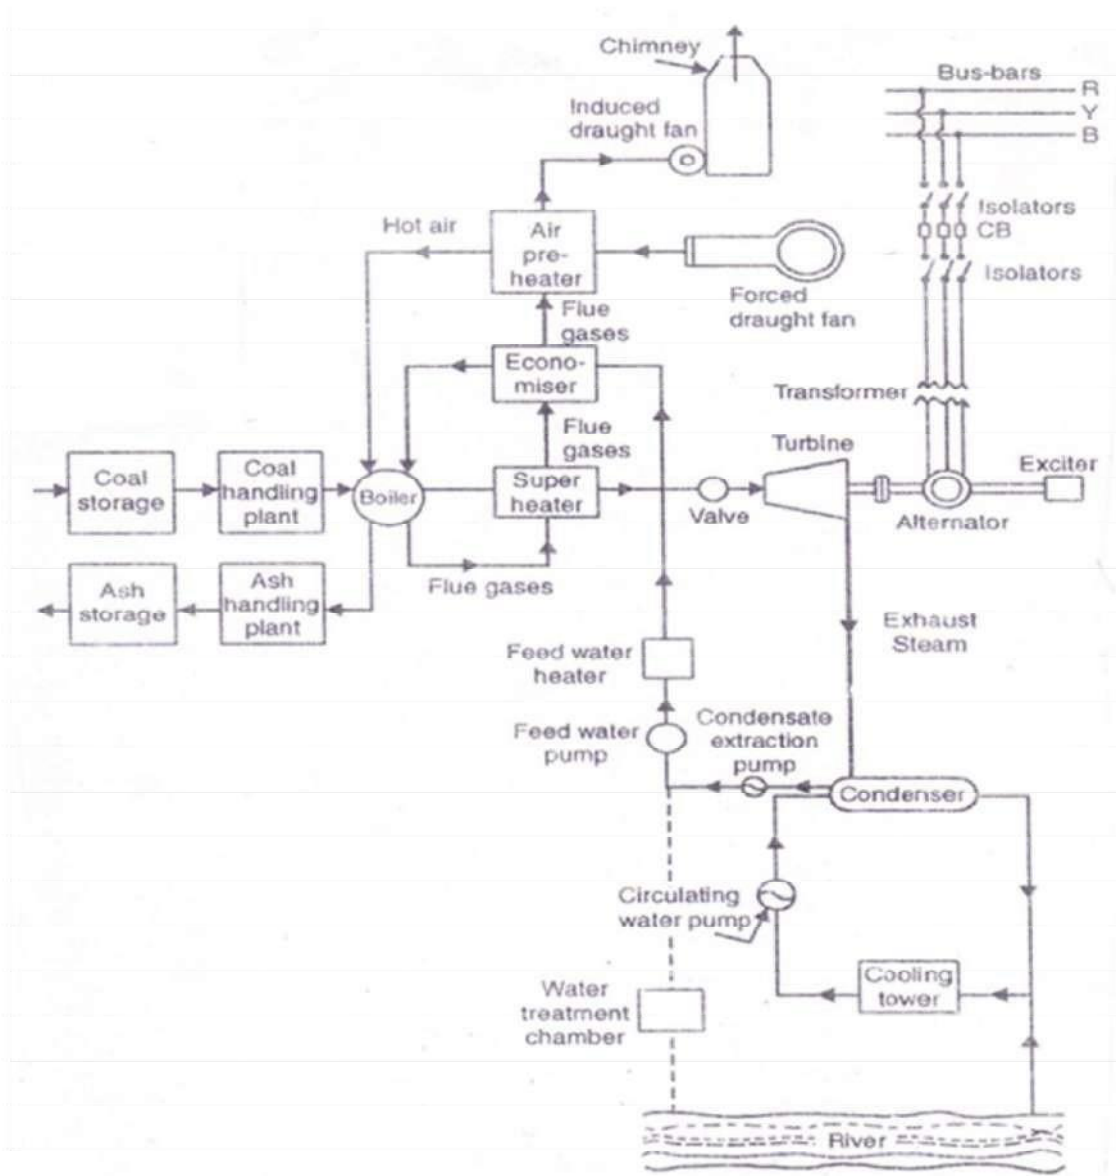 Chimney
Bus-bars
R
Y
B
Induced
draught fan
Isolators
CB
Isolators
Hot air
Air
pre-
heater
Forced
draught fan
Flue
gases
Econo-
miser
Transformer
Flue
gases
Turbine
Exciter
Coal
storage
Coal
handling
plant
Boiler
Super
heater
Valve
Alternator
Flue gases
Ash
storage
Ash
handling
plant
Exhaust
Steam
Feed water
heater
Feed water
pump
Condensate
extraction
pump
Condenser
Circulating
water pump
Cooling
tower
Water
treatment
chamber
River